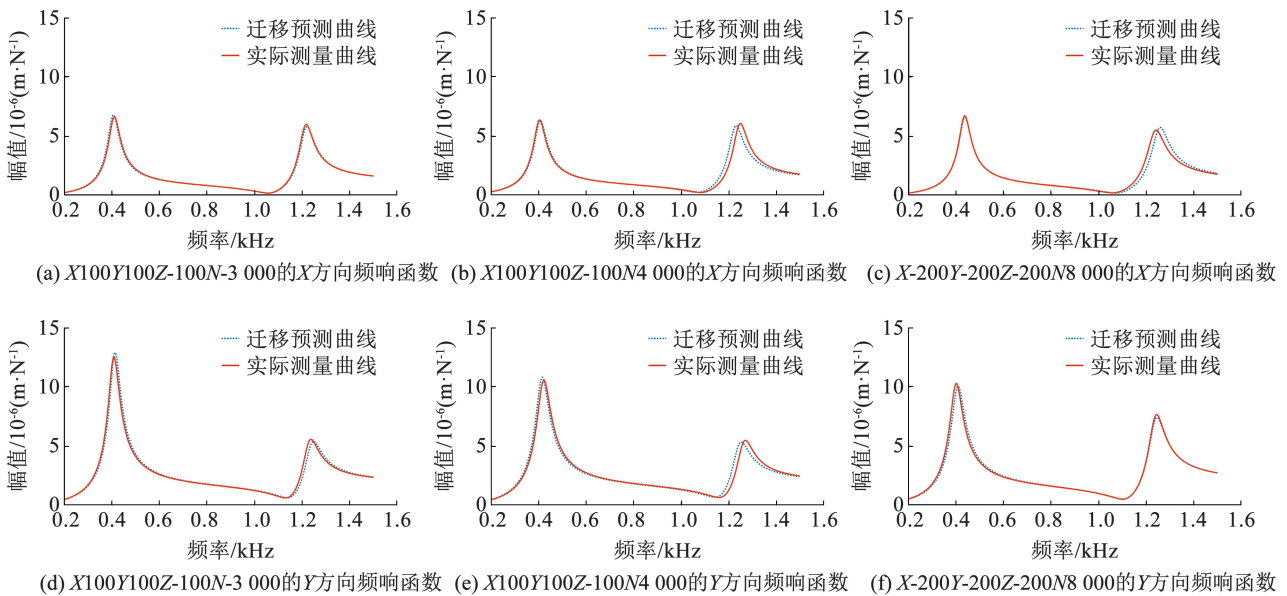 幅值/10⁻⁶(m·N⁻¹)
15
10
5
0
迁移预测曲线
实际测量曲线
0.2 0.4 0.6 0.8 1.0 1.2 1.4 1.6
频率/kHz
(a) X100Y100Z-100N-3 000的X方向频响函数
幅值/10⁻⁶(m·N⁻¹)
15
10
5
0
迁移预测曲线
实际测量曲线
0.2 0.4 0.6 0.8 1.0 1.2 1.4 1.6
频率/kHz
(b) X100Y100Z-100N4 000的X方向频响函数
幅值/10⁻⁶(m·N⁻¹)
15
10
5
0
迁移预测曲线
实际测量曲线
0.2 0.4 0.6 0.8 1.0 1.2 1.4 1.6
频率/kHz
(c) X-200Y-200Z-200N8 000的X方向频响函数
幅值/10⁻⁶(m·N⁻¹)
15
10
5
0
迁移预测曲线
实际测量曲线
0.2 0.4 0.6 0.8 1.0 1.2 1.4 1.6
频率/kHz
(d) X100Y100Z-100N-3 000的Y方向频响函数
幅值/10⁻⁶(m·N⁻¹)
15
10
5
0
迁移预测曲线
实际测量曲线
0.2 0.4 0.6 0.8 1.0 1.2 1.4 1.6
频率/kHz
(e) X100Y100Z-100N4 000的Y方向频响函数
幅值/10⁻⁶(m·N⁻¹)
15
10
5
0
迁移预测曲线
实际测量曲线
0.2 0.4 0.6 0.8 1.0 1.2 1.4 1.6
频率/kHz
(f) X-200Y-200Z-200N8 000的Y方向频响函数